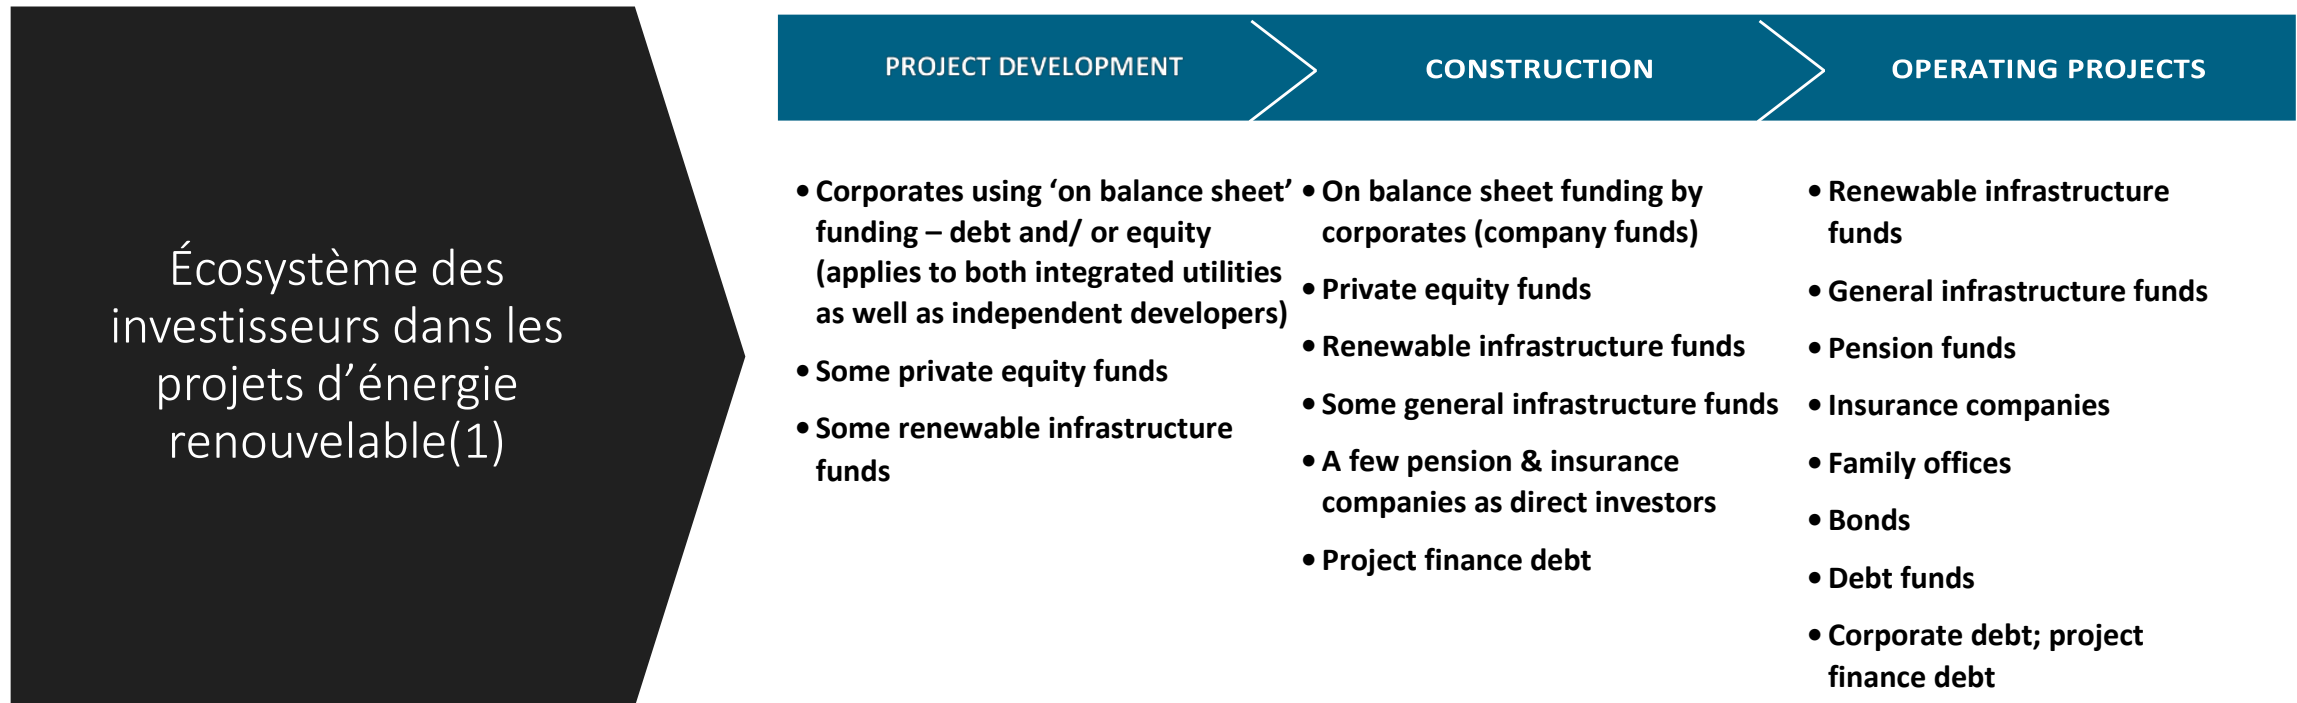 Écosystème des
investisseurs dans les
projets d’énergie
renouvelable(1)
PROJECT DEVELOPMENT
CONSTRUCTION
OPERATING PROJECTS
• Corporates using ‘on balance sheet’
funding – debt and/ or equity
(applies to both integrated utilities
as well as independent developers)
• Some private equity funds
• Some renewable infrastructure
funds
• On balance sheet funding by
corporates (company funds)
• Private equity funds
• Renewable infrastructure funds
• Some general infrastructure funds
• A few pension & insurance
companies as direct investors
• Project finance debt
• Renewable infrastructure
funds
• General infrastructure funds
• Pension funds
• Insurance companies
• Family offices
• Bonds
• Debt funds
• Corporate debt; project
finance debt